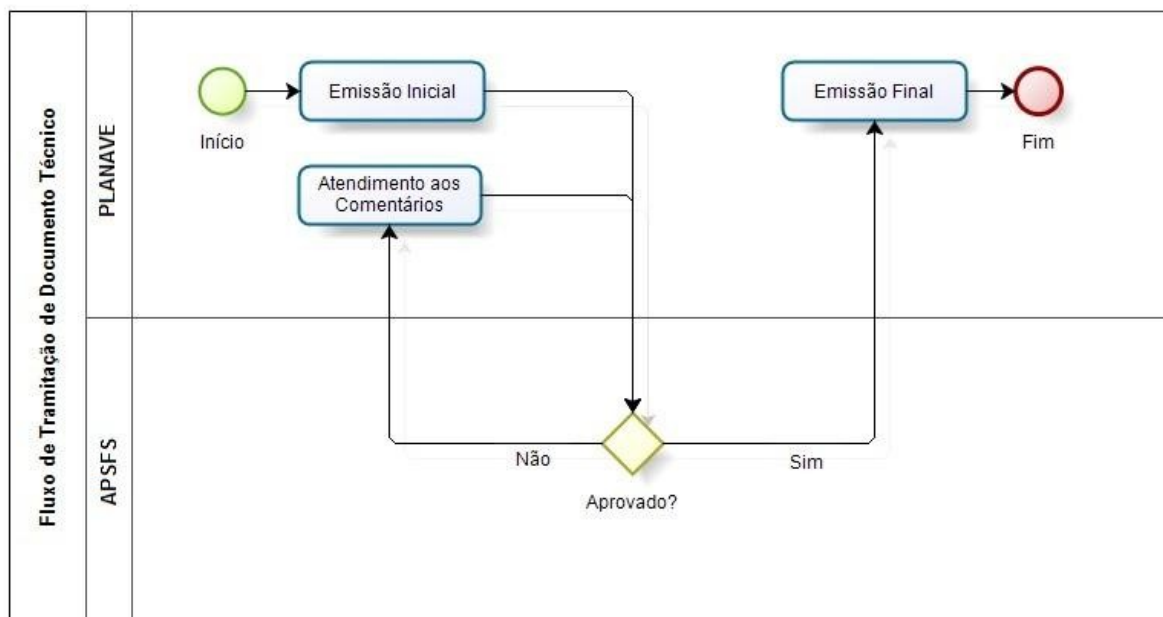 Fluxo de Tramitação de Documento Técnico
PLANAVE
Início
Emissão Inicial
Atendimento aos
Comentários
Emissão Final
Fim
APSFS
Não
Sim
Aprovado?